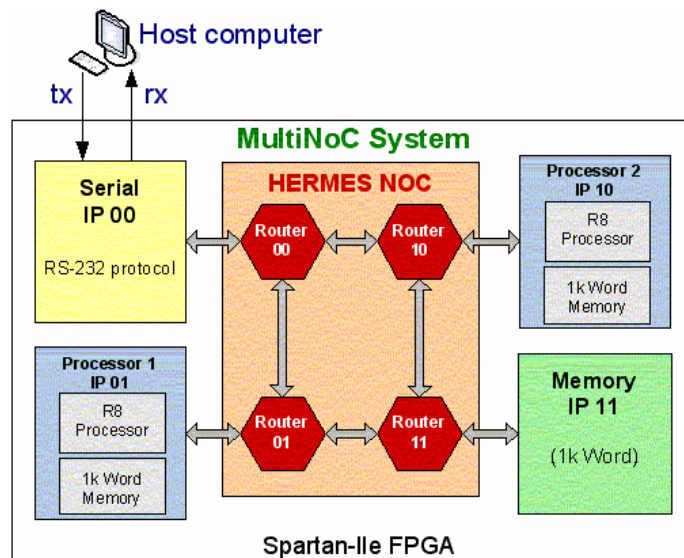 Host computer
tx
rx
MultiNoC System
Serial
IP 00
RS-232 protocol
HERMES NOC
Router
00
Router
10
Processor 2
IP 10
R8
Processor
1k Word
Memory
Processor 1
IP 01
R8
Processor
1k Word
Memory
Router
01
Router
11
Memory
IP 11
(1k Word)
Spartan-IIe FPGA